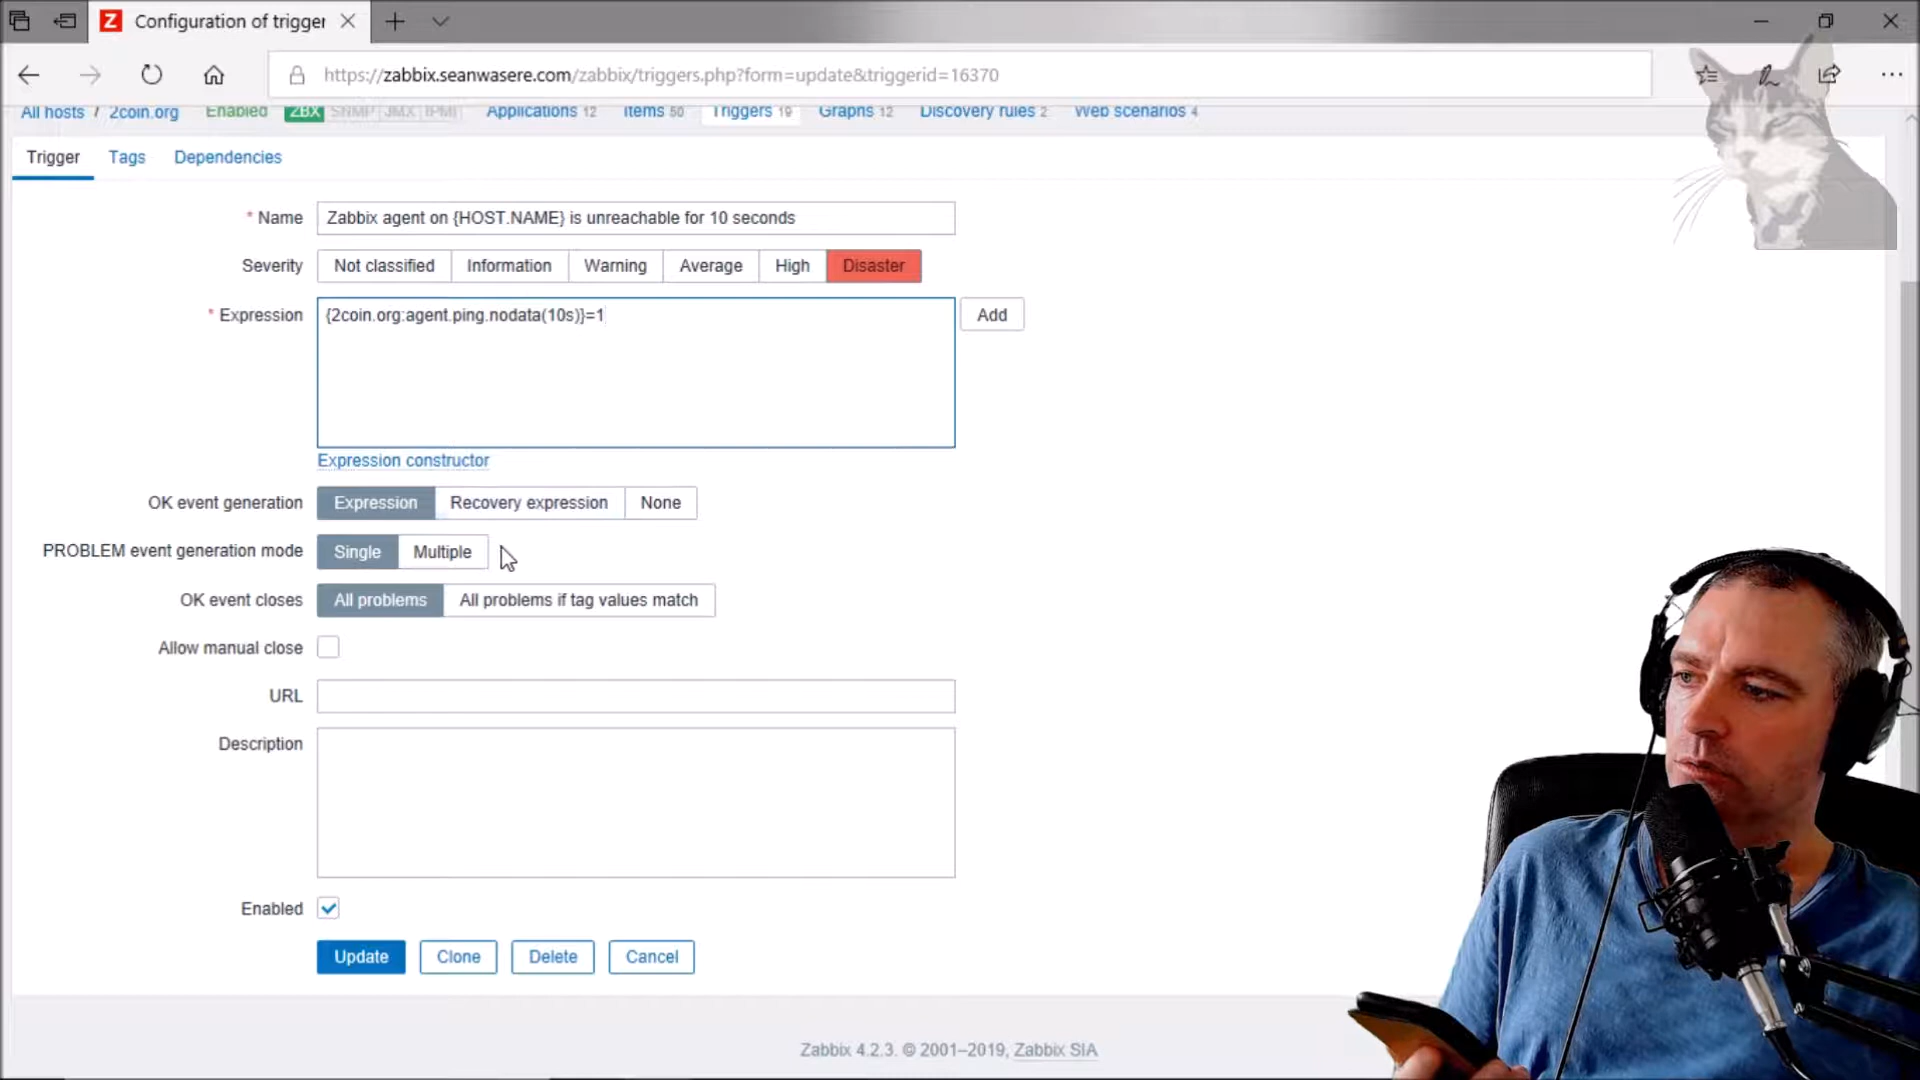 Configuration of trigger
https://zabbix.seanwasere.com/zabbix/triggers.php?form=update&triggerid=16370
All hosts / 2coin.org Enabled ZBX SNMP JMX IPMI Applications 12 Items 50 Triggers 19 Graphs 12 Discovery rules 2 Web scenarios 4
Trigger Tags Dependencies
* Name Zabbix agent on {HOST.NAME} is unreachable for 10 seconds
Severity Not classified Information Warning Average High Disaster
* Expression {2coin.org:agent.ping.nodata(10s)}=1 Add
Expression constructor
OK event generation Expression Recovery expression None
PROBLEM event generation mode Single Multiple
OK event closes All problems All problems if tag values match
Allow manual close
URL
Description
Enabled
Update Clone Delete Cancel
Zabbix 4.2.3. © 2001–2019, Zabbix SIA